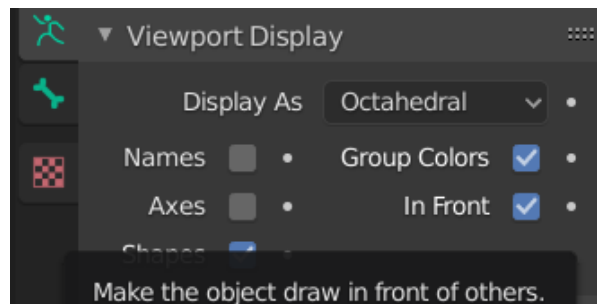 Viewport Display
Display As Octahedral
Names Group Colors
Axes In Front
Shapes
Make the object draw in front of others.